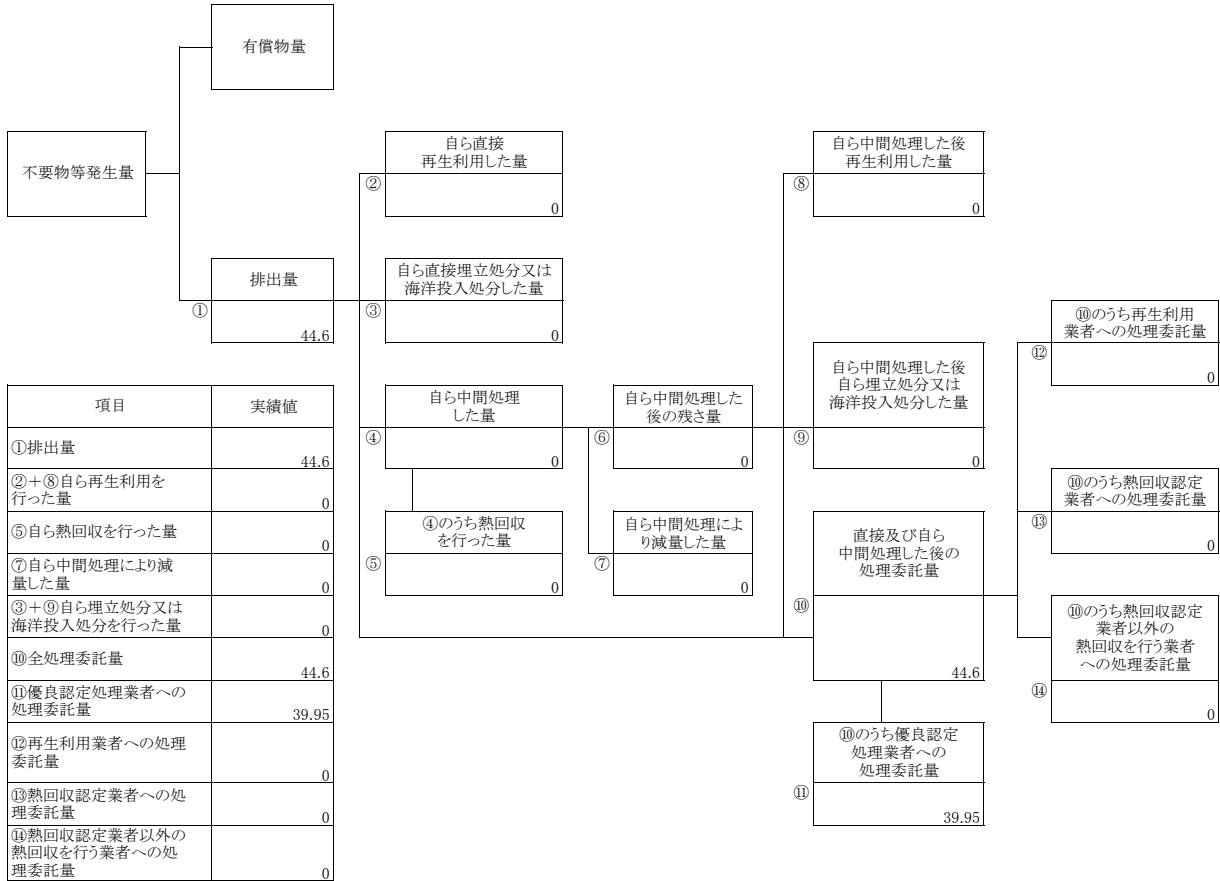 有償物量
不要物等発生量
自ら直接
再生利用した量
②
0
自ら中間処理した後
再生利用した量
⑧
0
排出量
①
44.6
自ら直接埋立処分又は
海洋投入処分した量
③
0
自ら中間処理
した量
④
0
自ら中間処理した
後の残さ量
⑥
0
自ら中間処理した後
自ら埋立処分又は
海洋投入処分した量
⑨
0
④のうち熱回収
を行った量
⑤
0
自ら中間処理によ
り減量した量
⑦
0
直接及び自ら
中間処理した後の
処理委託量
⑩
44.6
⑩のうち優良認定
処理業者への
処理委託量
⑪
39.95
⑩のうち再生利用
業者への処理委託量
⑫
0
⑩のうち熱回収認定
業者への処理委託量
⑬
0
⑩のうち熱回収認定
業者以外の
熱回収を行う業者
への処理委託量
⑭
0
項目 実績値
①排出量
44.6
②＋⑧自ら再生利用を
行った量
0
⑤自ら熱回収を行った量
0
⑦自ら中間処理により減
量した量
0
③＋⑨自ら埋立処分又は
海洋投入処分を行った量
0
⑩全処理委託量
44.6
⑪優良認定処理業者への
処理委託量
39.95
⑫再生利用業者への処理
委託量
0
⑬熱回収認定業者への処
理委託量
0
⑭熱回収認定業者以外の
熱回収を行う業者への処
理委託量
0